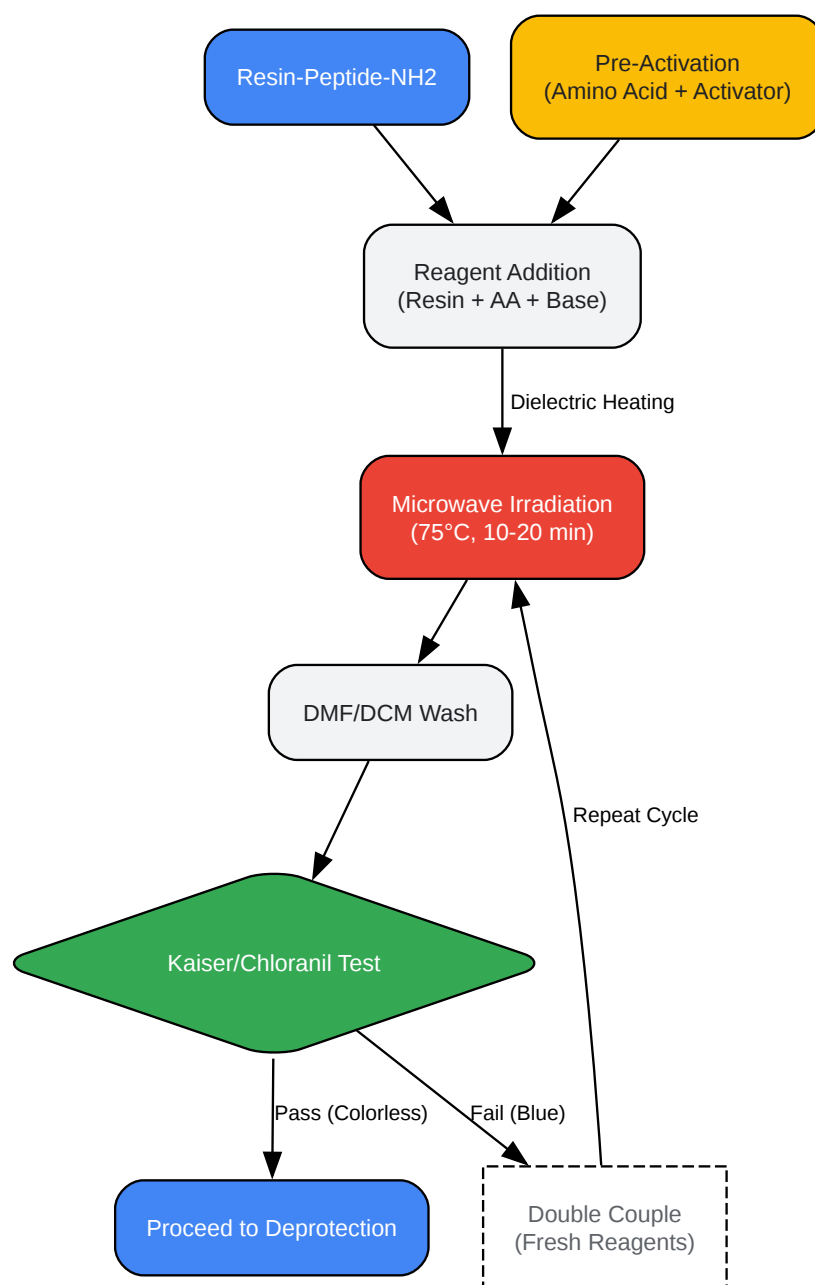 Resin-Peptide-NH2
Pre-Activation
(Amino Acid + Activator)
Reagent Addition
(Resin + AA + Base)
Dielectric Heating
Microwave Irradiation
(75°C, 10-20 min)
DMF/DCM Wash
Repeat Cycle
Kaiser/Chloranil Test
Pass (Colorless)
Fail (Blue)
Proceed to Deprotection
Double Couple
(Fresh Reagents)